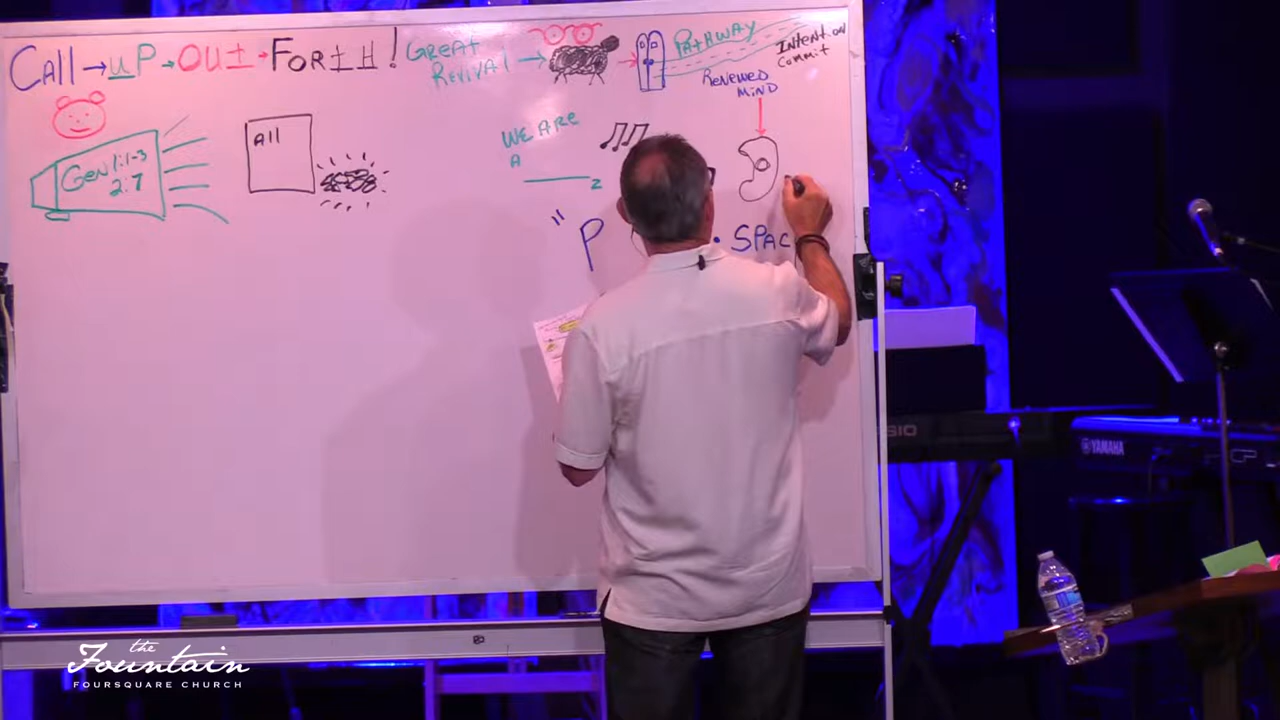 CAll → uP → OUt → FORtH!
GREAT
REVIVAL
PATHWAY
INTENTION
COMMIT
RENEWED
MIND
Gen 1:1-3
2:7
All
WE ARE
A
"P
• SPAC
YAMAHA
the
Fountain
FOURSQUARE CHURCH